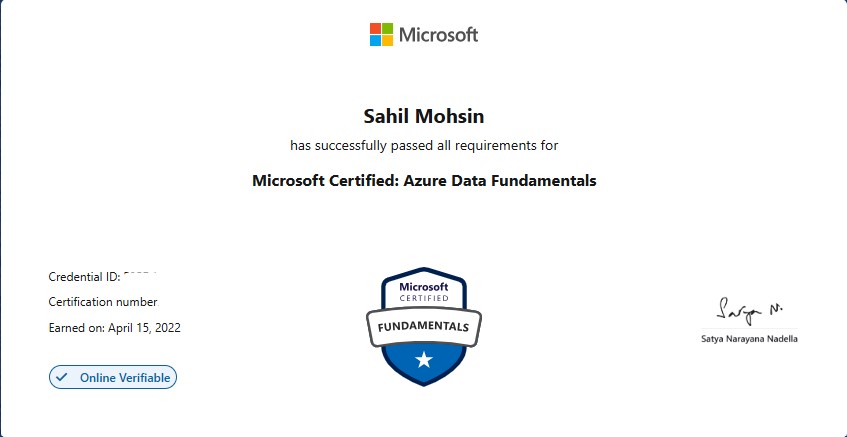 Microsoft
Sahil Mohsin
has successfully passed all requirements for
Microsoft Certified: Azure Data Fundamentals
Credential ID:
Certification number
Earned on: April 15, 2022
Online Verifiable
Microsoft
CERTIFIED
FUNDAMENTALS
Satya N.
Satya Narayana Nadella